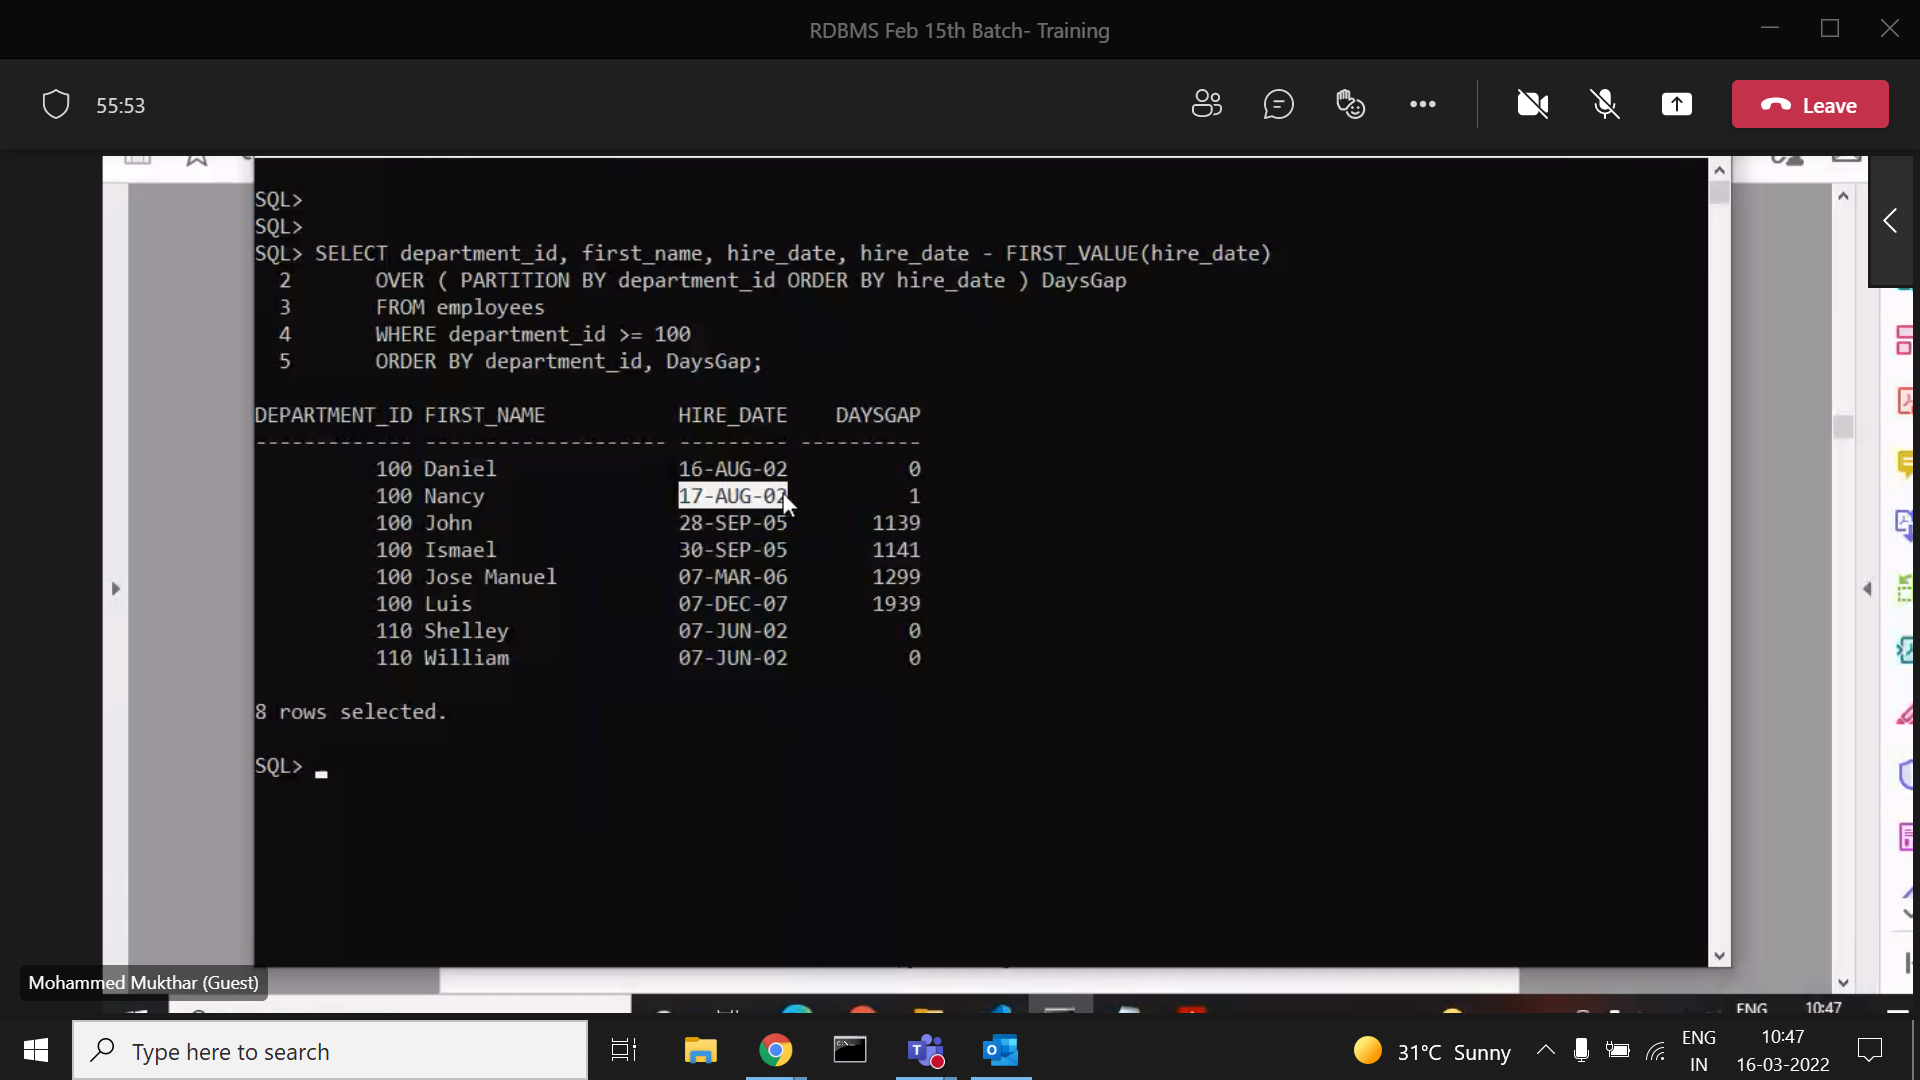 RDBMS Feb 15th Batch- Training
55:53
Leave
SQL>
SQL>
SQL> SELECT department_id, first_name, hire_date, hire_date - FIRST_VALUE(hire_date)
2 OVER ( PARTITION BY department_id ORDER BY hire_date ) DaysGap
3 FROM employees
4 WHERE department_id >= 100
5 ORDER BY department_id, DaysGap;
DEPARTMENT_ID FIRST_NAME HIRE_DATE DAYSGAP
------------- -------------------- --------- ----------
100 Daniel 16-AUG-02 0
100 Nancy 17-AUG-02 1
100 John 28-SEP-05 1139
100 Ismael 30-SEP-05 1141
100 Jose Manuel 07-MAR-06 1299
100 Luis 07-DEC-07 1939
110 Shelley 07-JUN-02 0
110 William 07-JUN-02 0
8 rows selected.
SQL>
Mohammed Mukthar (Guest)
ENG 10:47
Type here to search
31°C Sunny
ENG
IN
10:47
16-03-2022